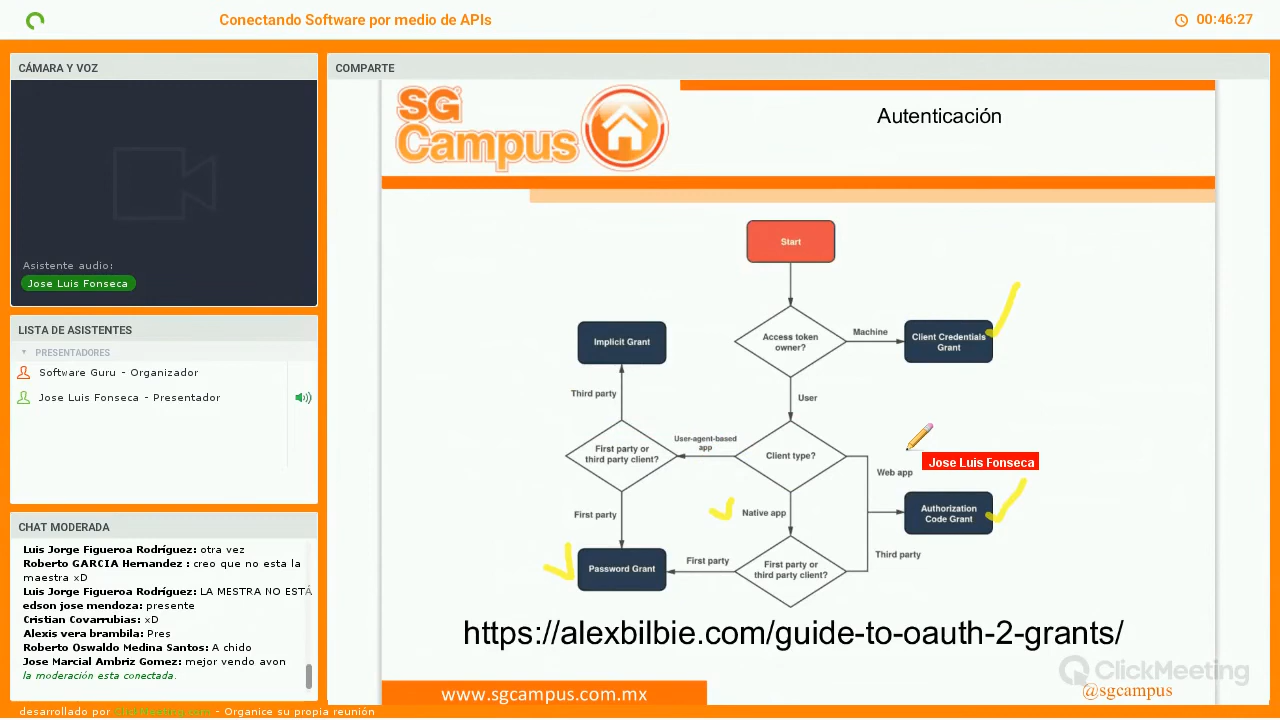 Conectando Software por medio de APIs
00:46:27
CÁMARA Y VOZ
Asistente audio:
Jose Luis Fonseca
LISTA DE ASISTENTES
PRESENTADORES
Software Guru - Organizador
Jose Luis Fonseca - Presentador
CHAT MODERADA
Luis Jorge Figueroa Rodríguez: otra vez
Roberto GARCIA Hernandez : creo que no esta la
maestra xD
Luis Jorge Figueroa Rodríguez: LA MESTRA NO ESTÁ
edson jose mendoza: presente
Cristian Covarrubias: xD
Alexis vera brambila: Pres
Roberto Oswaldo Medina Santos: A chido
Jose Marcial Ambriz Gomez: mejor vendo avon
la moderación esta conectada.
desarrollado por ClickMeeting.com - Organice su propia reunión
COMPARTE
SG
Campus
Autenticación
Start
Access token
owner?
Machine
Client Credentials
Grant
Implicit Grant
User
Third party
First party or
third party client?
User-agent-based
app
Client type?
Jose Luis Fonseca
Web app
First party
Native app
Authorization
Code Grant
Password Grant
First party
First party or
third party client?
Third party
https://alexbilbie.com/guide-to-oauth-2-grants/
ClickMeeting
www.sgcampus.com.mx
@sgcampus